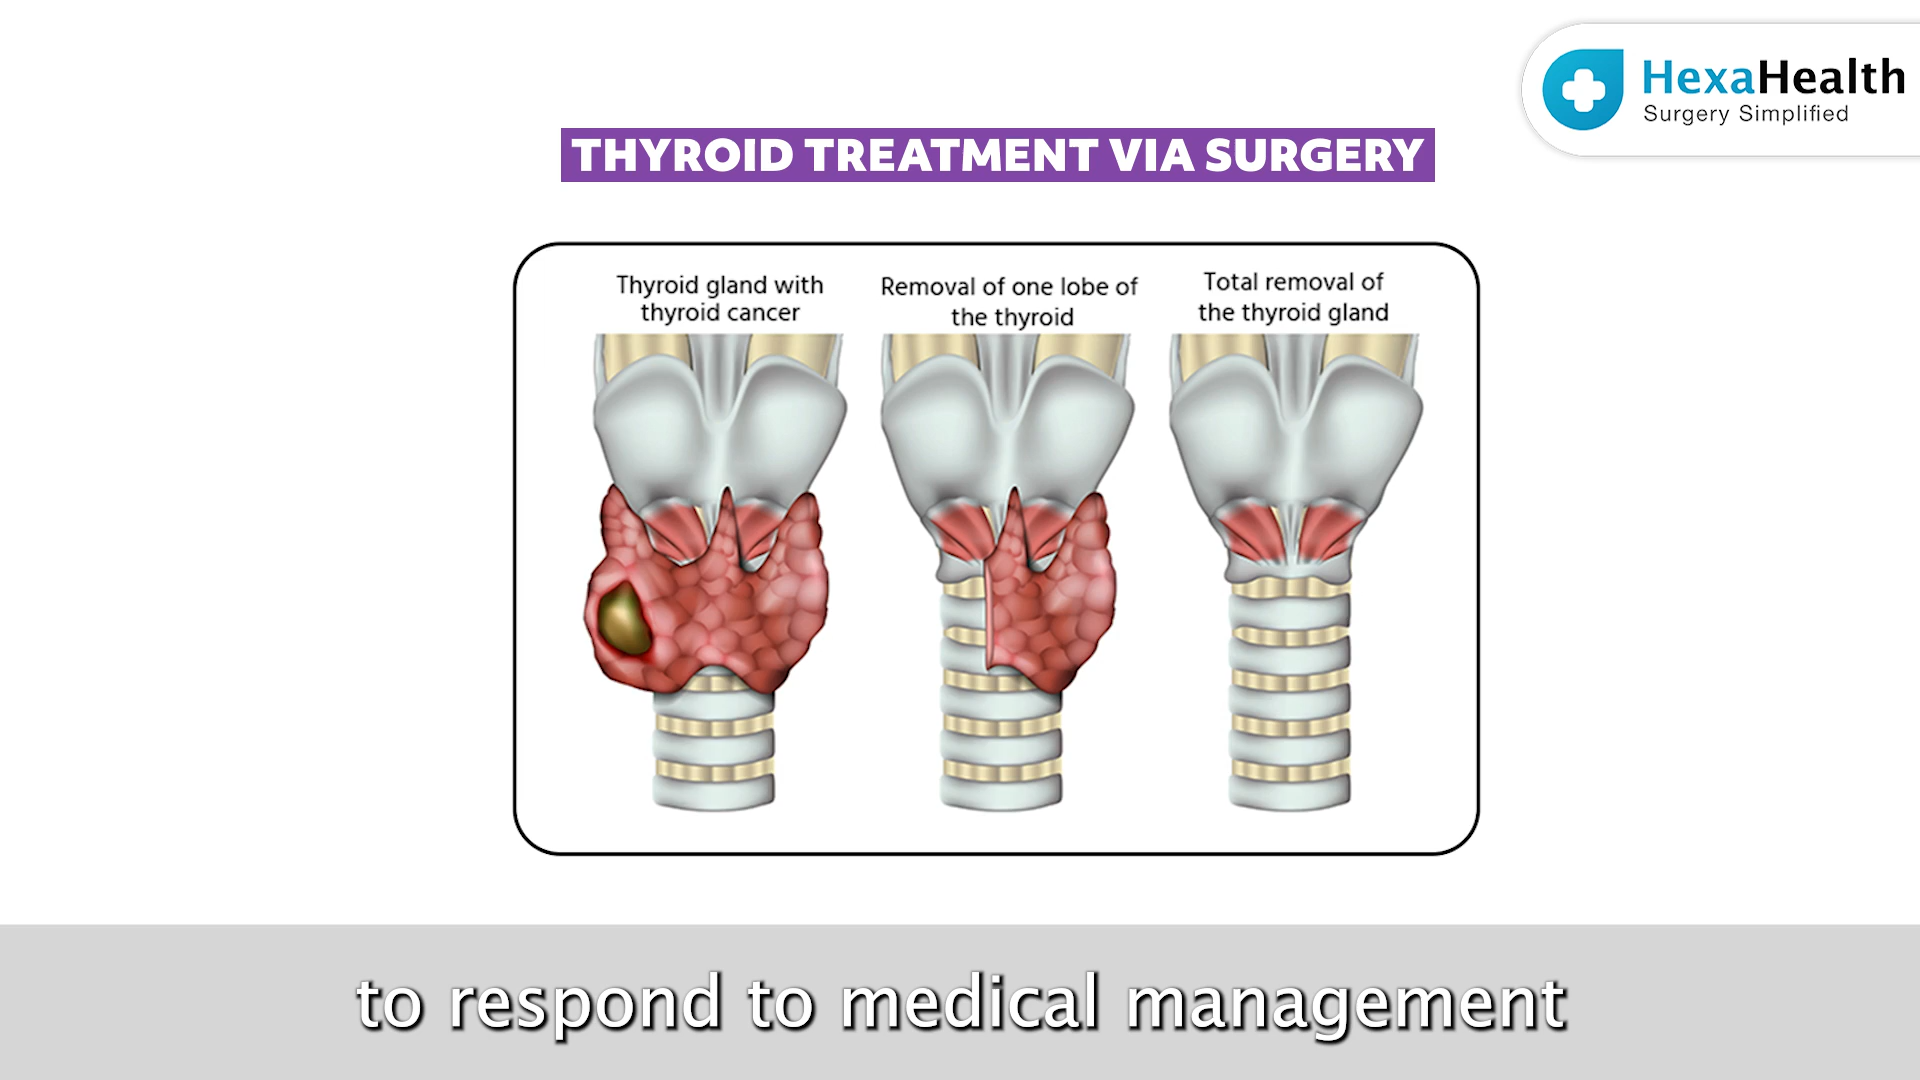 HexaHealth
Surgery Simplified
THYROID TREATMENT VIA SURGERY
Thyroid gland with
thyroid cancer
Removal of one lobe of
the thyroid
Total removal of
the thyroid gland
to respond to medical management